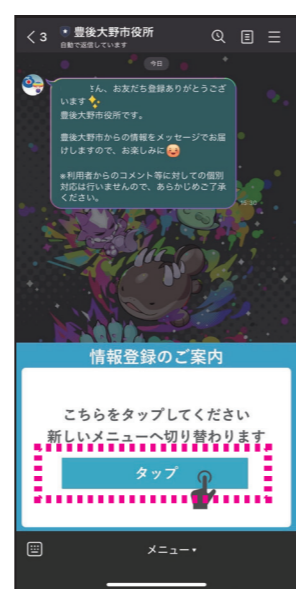 3
豊後大野市役所
自動で返信しています
今日
さん、お友だち登録ありがとうござ
います
豊後大野市役所です。
豊後大野市からの情報をメッセージでお届
けしますので、お楽しみに
※利用者からのコメント等に対しての個別
対応は行いませんので、あらかじめご了承
ください。
情報登録のご案内
こちらをタップしてください
新しいメニューへ切り替わります
タップ
メニュー▾